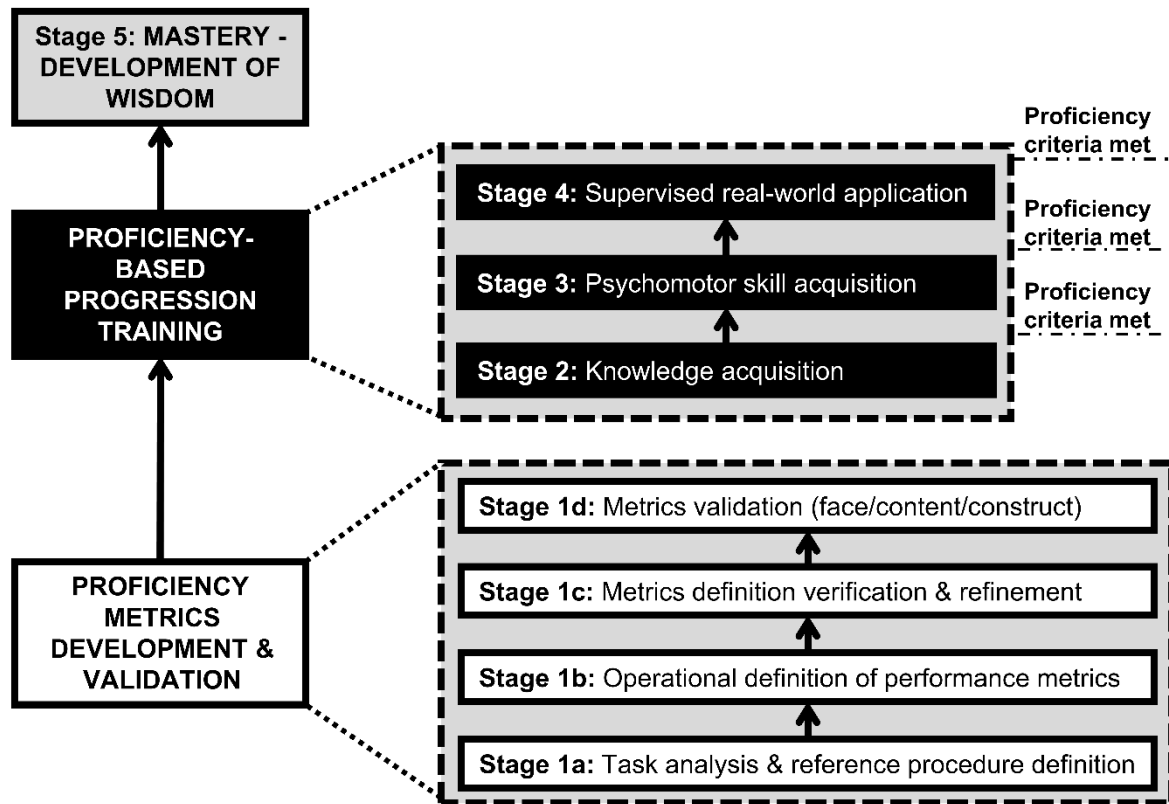 Stage 5: MASTERY -
DEVELOPMENT OF
WISDOM
Proficiency
criteria met
Stage 4: Supervised real-world application
PROFICIENCY-
BASED
PROGRESSION
TRAINING
Proficiency
criteria met
Stage 3: Psychomotor skill acquisition
Proficiency
criteria met
Stage 2: Knowledge acquisition
Stage 1d: Metrics validation (face/content/construct)
PROFICIENCY
METRICS
DEVELOPMENT &
VALIDATION
Stage 1c: Metrics definition verification & refinement
Stage 1b: Operational definition of performance metrics
Stage 1a: Task analysis & reference procedure definition